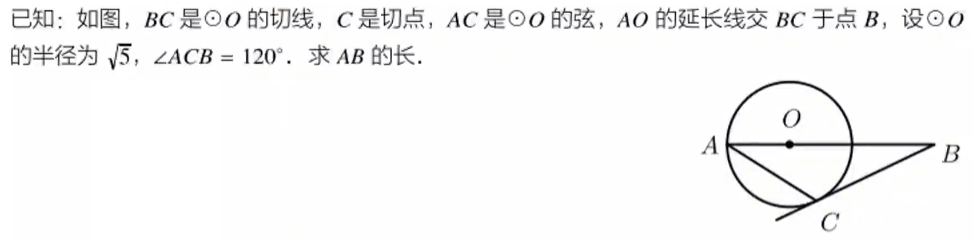 已知：如图，BC 是⊙O 的切线，C 是切点，AC 是⊙O 的弦，AO 的延长线交 BC 于点 B，设⊙O
的半径为 √5，∠ACB = 120°．求 AB 的长．
O
A
B
C